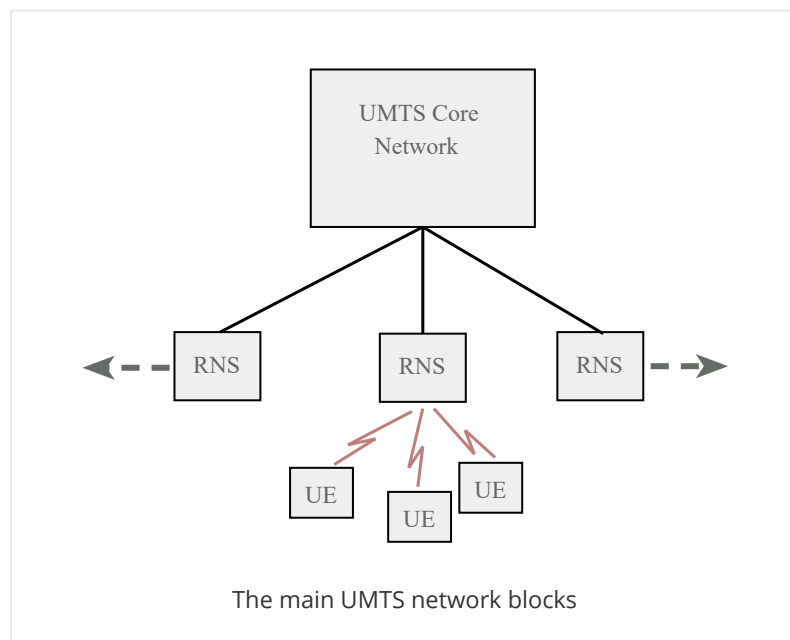 UMTS Core
Network
RNS
RNS
RNS
UE
UE
UE
The main UMTS network blocks